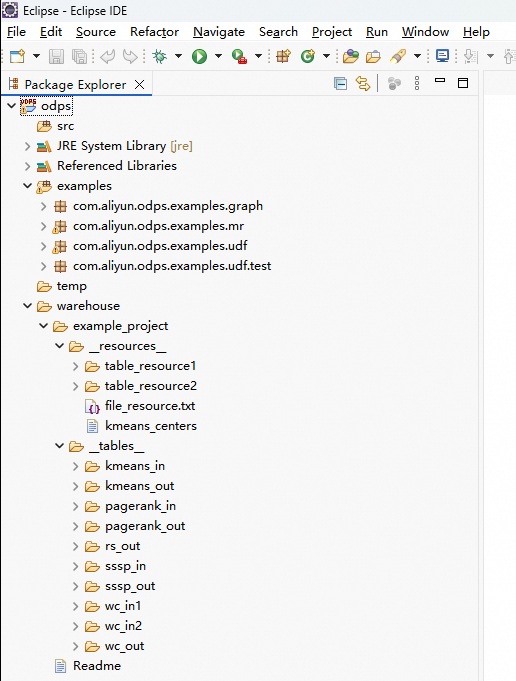 Eclipse - Eclipse IDE
File Edit Source Refactor Navigate Search Project Run Window Help
Package Explorer
odps
src
JRE System Library [jre]
Referenced Libraries
examples
com.aliyun.odps.examples.graph
com.aliyun.odps.examples.mr
com.aliyun.odps.examples.udf
com.aliyun.odps.examples.udf.test
temp
warehouse
example_project
__resources__
table_resource1
table_resource2
file_resource.txt
kmeans_centers
__tables__
kmeans_in
kmeans_out
pagerank_in
pagerank_out
rs_out
sssp_in
sssp_out
wc_in1
wc_in2
wc_out
Readme